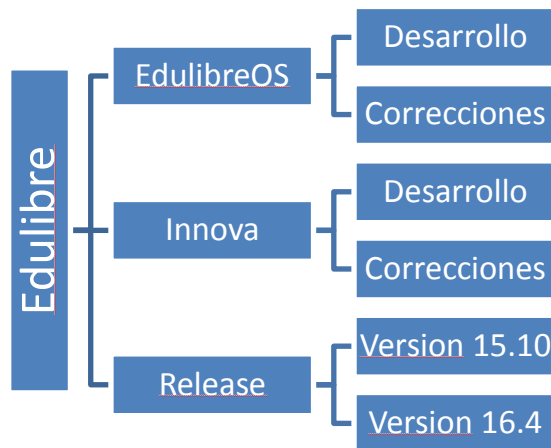 Edulibre
EdulibreOS
Desarrollo
Correcciones
Innova
Desarrollo
Correcciones
Release
Version 15.10
Version 16.4